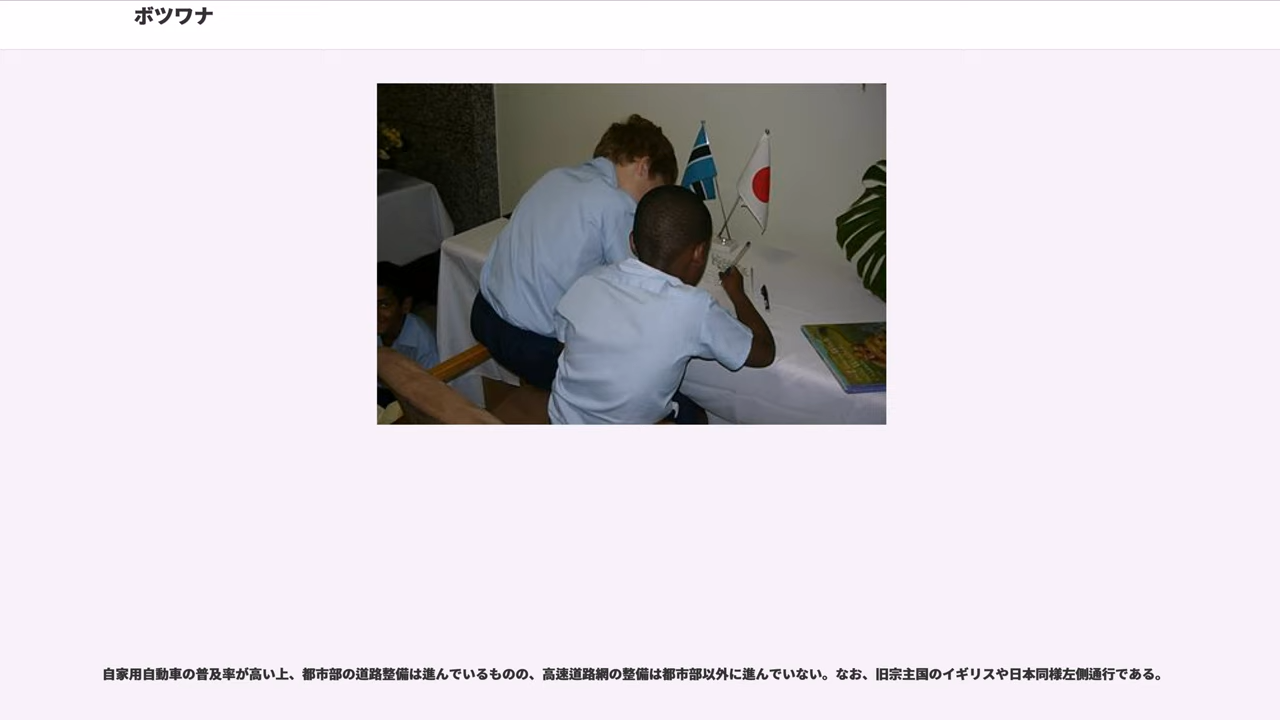 ボツワナ
自家用自動車の普及率が高い上、都市部の道路整備は進んでいるものの、高速道路網の整備は都市部以外に進んでいない。なお、旧宗主国のイギリスや日本同様左側通行である。